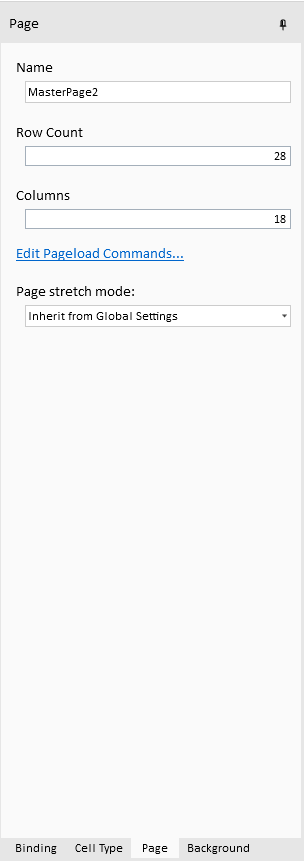 Page
Name
MasterPage2
Row Count
28
Columns
18
Edit Pageload Commands...
Page stretch mode:
Inherit from Global Settings
Binding Cell Type Page Background